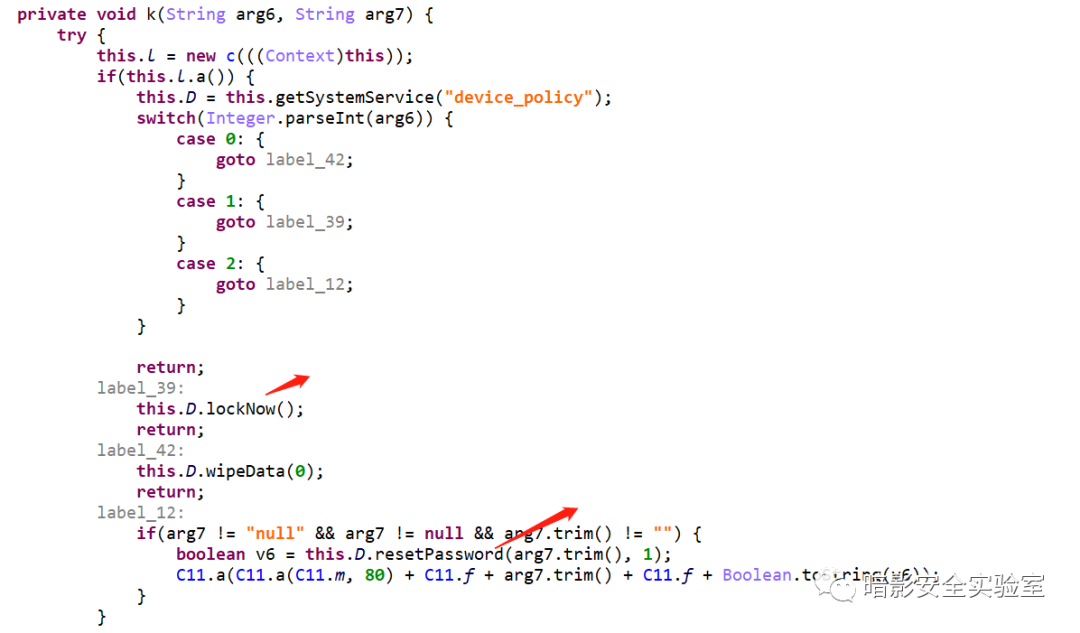 private void k(String arg6, String arg7) {
    try {
        this.l = new c(((Context)this));
        if(this.l.a()) {
            this.D = this.getSystemService("device_policy");
            switch(Integer.parseInt(arg6)) {
                case 0: {
                    goto label_42;
                }
                case 1: {
                    goto label_39;
                }
                case 2: {
                    goto label_12;
                }
            }

            return;
        label_39:
            this.D.lockNow();
            return;
        label_42:
            this.D.wipeData(0);
            return;
        label_12:
            if(arg7 != "null" && arg7 != null && arg7.trim() != "") {
                boolean v6 = this.D.resetPassword(arg7.trim(), 1);
                C11.a(C11.a(C11.m, 80) + C11.f + arg7.trim() + C11.f + Boolean.toString(v6));
            }
        }
暗影安全实验室